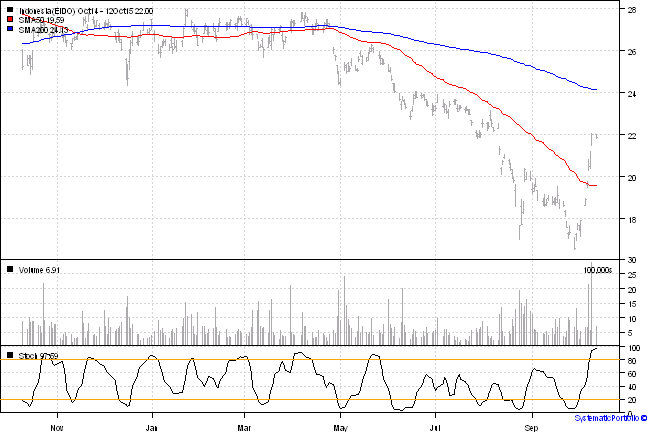 Indonesia(EIDO) Oct14 - 12Oct15 22.00
SMA50 19.59
SMA200 24.13
28
26
24
22
20
18
30
Volume 6.91
100,000s
25
20
15
10
5
Stoch 97.59
100
80
60
40
20
0
Nov Jan Mar May Jul Sep
SystematicPortfolio ©